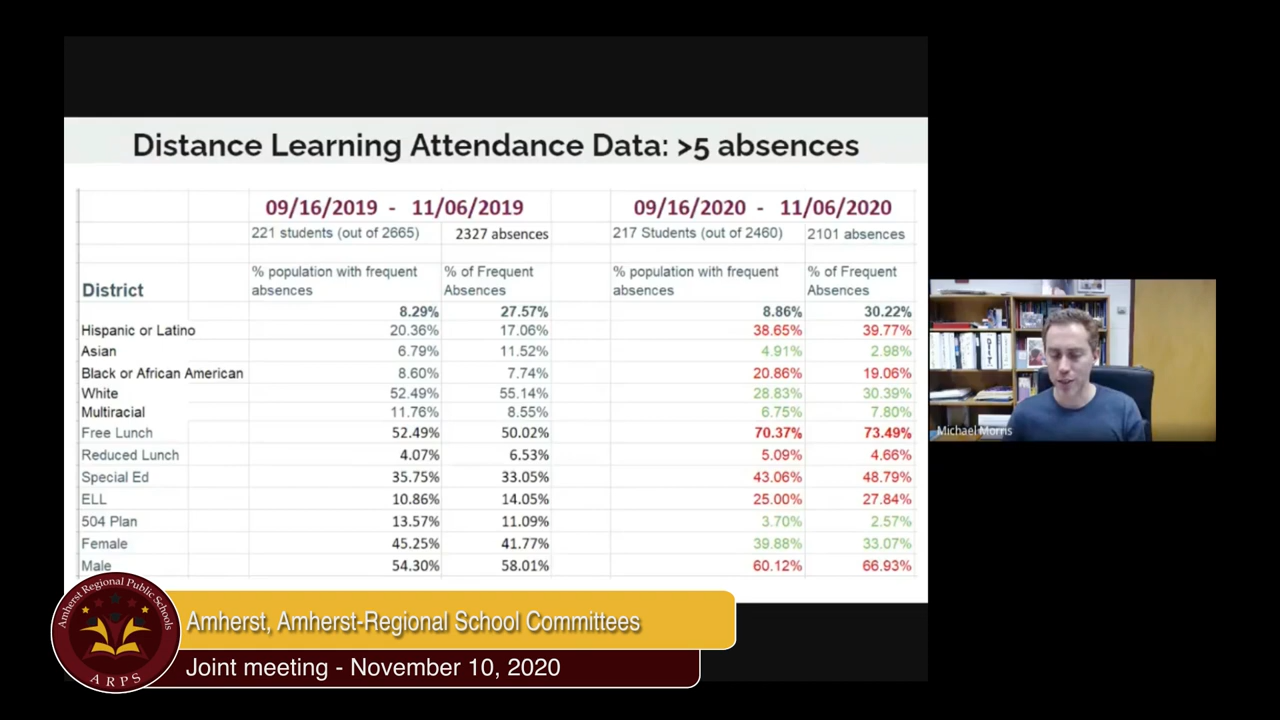 Distance Learning Attendance Data: >5 absences
09/16/2019 - 11/06/2019 09/16/2020 - 11/06/2020
221 students (out of 2665) 2327 absences 217 Students (out of 2460) 2101 absences
% population with frequent % of Frequent % population with frequent % of Frequent
District absences Absences absences Absences
8.29% 27.57% 8.86% 30.22%
Hispanic or Latino 20.36% 17.06% 38.65% 39.77%
Asian 6.79% 11.52% 4.91% 2.98%
Black or African American 8.60% 7.74% 20.86% 19.06%
White 52.49% 55.14% 28.83% 30.39%
Multiracial 11.76% 8.55% 6.75% 7.80%
Free Lunch 52.49% 50.02% 70.37% 73.49%
Reduced Lunch 4.07% 6.53% 5.09% 4.66%
Special Ed 35.75% 33.05% 43.06% 48.79%
ELL 10.86% 14.05% 25.00% 27.84%
504 Plan 13.57% 11.09% 3.70% 2.57%
Female 45.25% 41.77% 39.88% 33.07%
Male 54.30% 58.01% 60.12% 66.93%
Michael Morris
Amherst Regional Public Schools
ARPS
Amherst, Amherst-Regional School Committees
Joint meeting - November 10, 2020